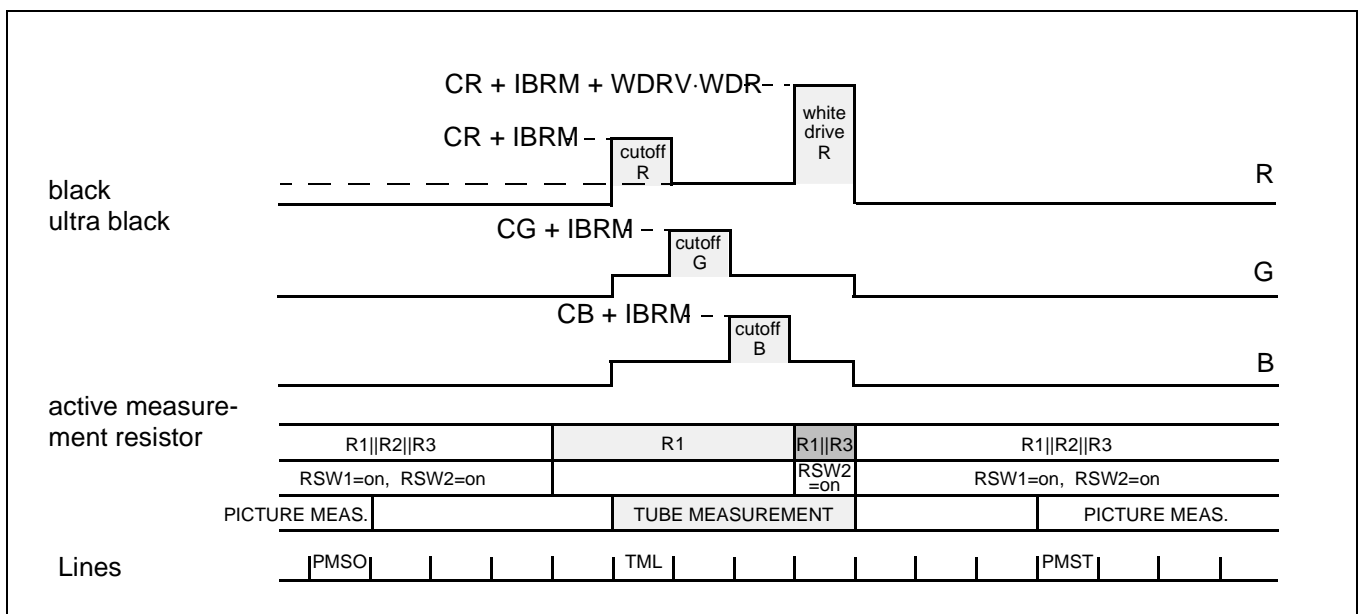 CR + IBRM + WDRV·WDR
white
drive
R
CR + IBRM
cutoff
R
R
black
ultra black
CG + IBRM
cutoff
G
G
CB + IBRM
cutoff
B
B
active measure-
ment resistor
R1||R2||R3 R1 R1||R3 R1||R2||R3
RSW1=on, RSW2=on RSW2 =on RSW1=on, RSW2=on
PICTURE MEAS. TUBE MEASUREMENT PICTURE MEAS.
Lines PMSO TML PMST